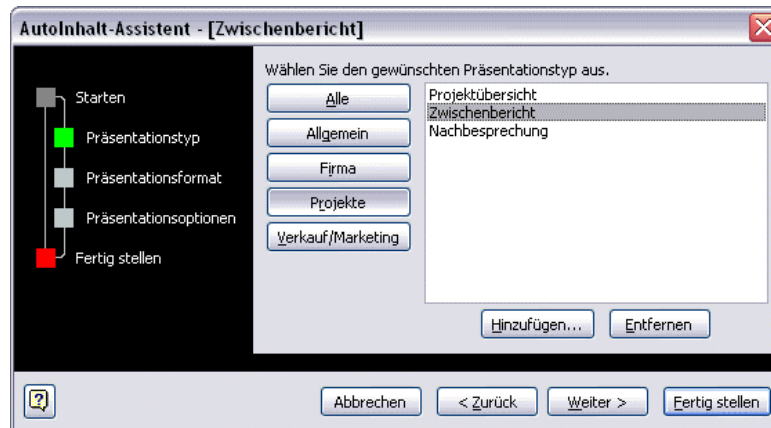 AutoInhalt-Assistent - [Zwischenbericht]
Starten
Präsentationstyp
Präsentationsformat
Präsentationsoptionen
Fertig stellen
Wählen Sie den gewünschten Präsentationstyp aus.
Alle
Allgemein
Firma
Projekte
Verkauf/Marketing
Projektübersicht
Zwischenbericht
Nachbesprechung
Hinzufügen...
Entfernen
?
Abbrechen
< Zurück
Weiter >
Fertig stellen